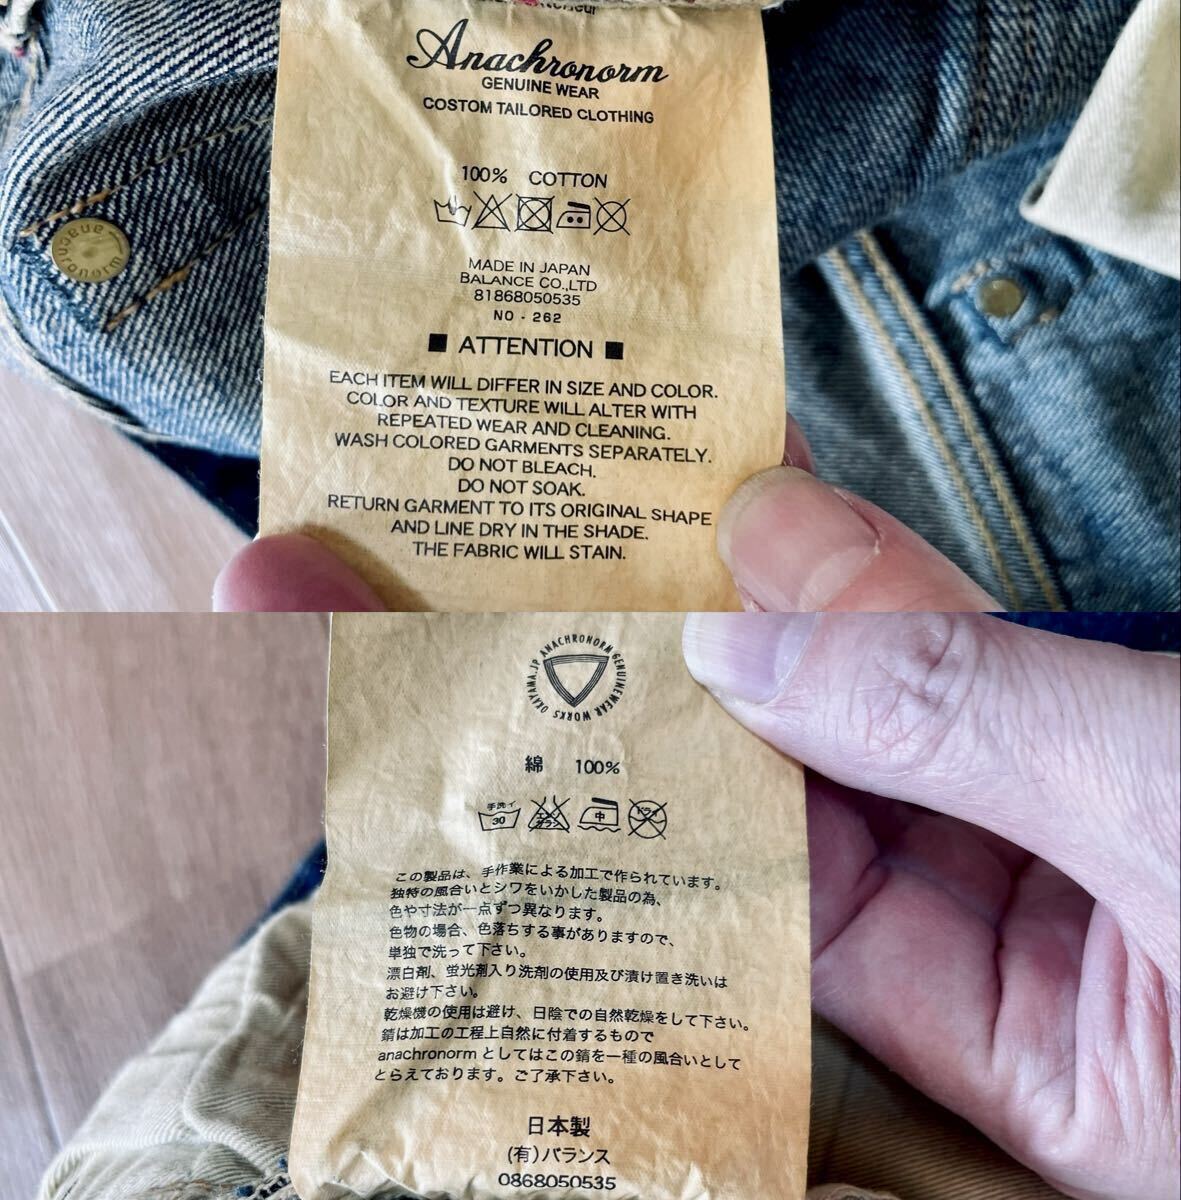 Anachronorm
GENUINE WEAR
COSTOM TAILORED CLOTHING
100% COTTON
MADE IN JAPAN
BALANCE CO.,LTD
81868050535
NO - 262
■ ATTENTION ■
EACH ITEM WILL DIFFER IN SIZE AND COLOR.
COLOR AND TEXTURE WILL ALTER WITH
REPEATED WEAR AND CLEANING.
WASH COLORED GARMENTS SEPARATELY.
DO NOT BLEACH.
DO NOT SOAK.
RETURN GARMENT TO ITS ORIGINAL SHAPE
AND LINE DRY IN THE SHADE.
THE FABRIC WILL STAIN.
anachronorm
ANACHRONORM GENUINEWEAR WORKS OKAYAMA.JP
綿 100%
手洗イ
30
エンソ
サラシ
中
ドライ
この製品は、手作業による加工で作られています。
独特の風合いとシワをいかした製品の為、
色や寸法が一点ずつ異なります。
色物の場合、色落ちする事がありますので、
単独で洗って下さい。
漂白剤、蛍光剤入り洗剤の使用及び漬け置き洗いは
お避け下さい。
乾燥機の使用は避け、日陰での自然乾燥をして下さい。
錆は加工の工程上自然に付着するもので
anachronorm としてはこの錆を一種の風合いとして
とらえております。ご了承下さい。
日本製
(有)バランス
0868050535